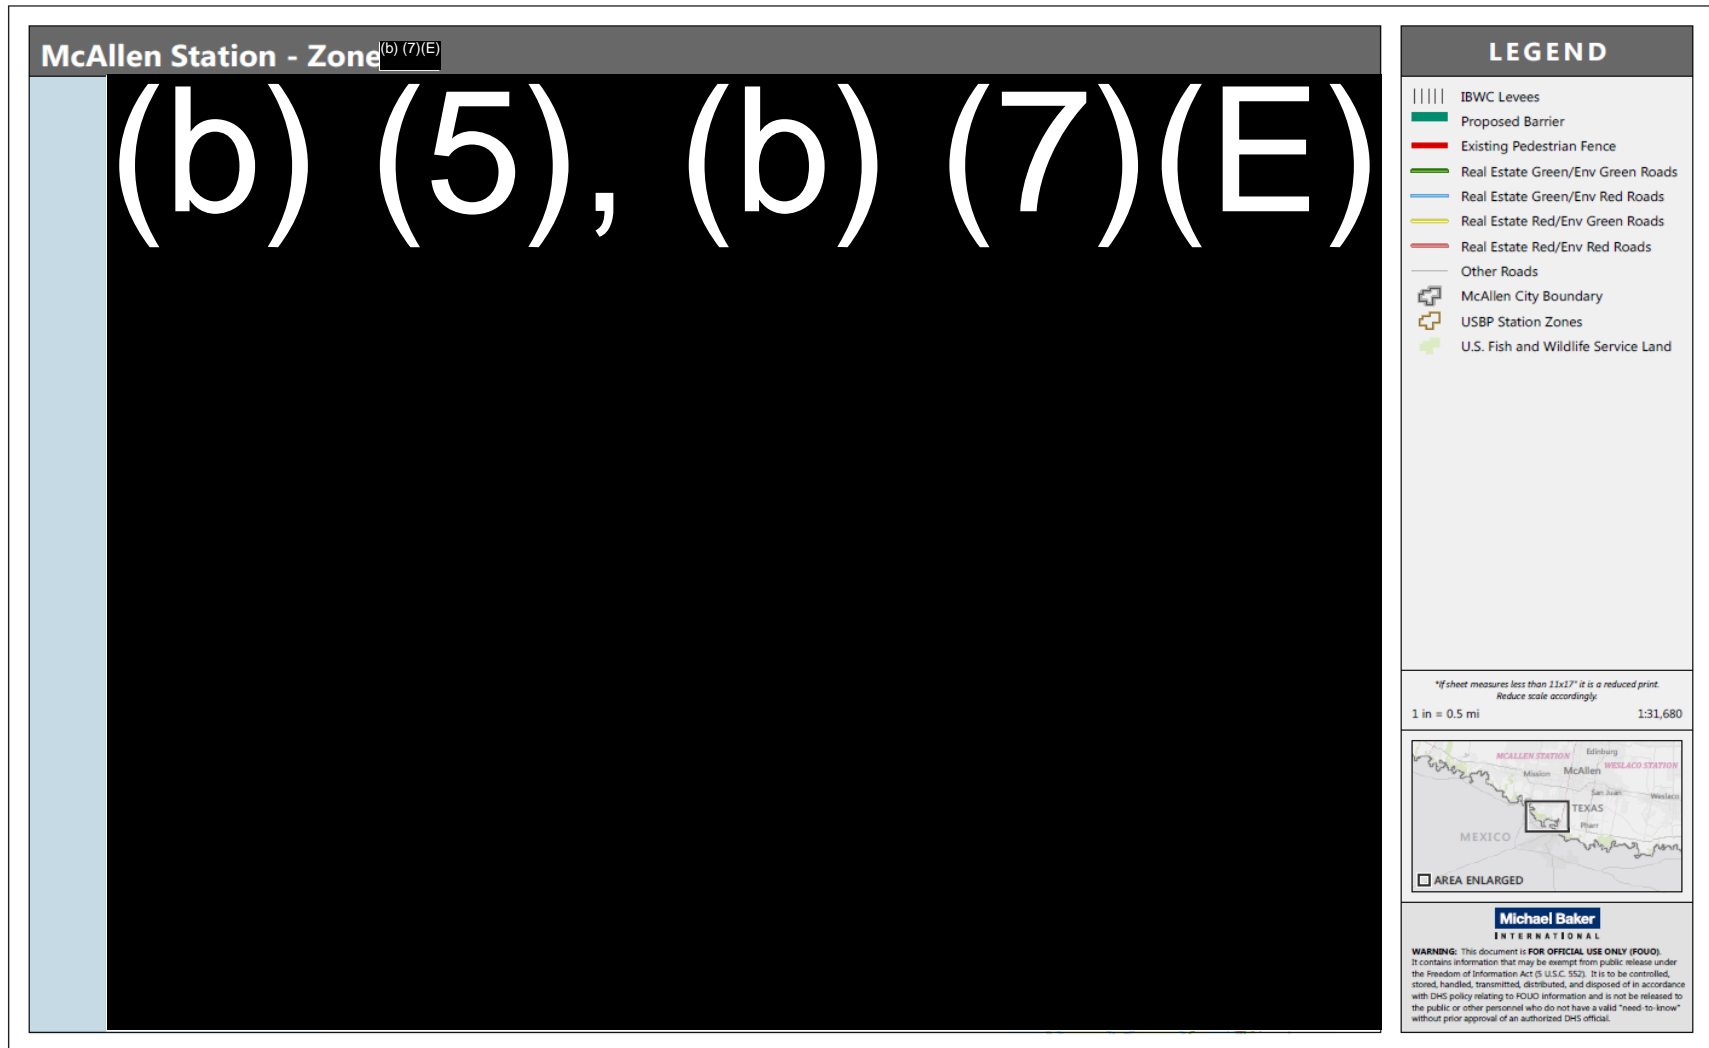 McAllen Station - Zone (b) (7)(E)
(b) (5), (b) (7)(E)
LEGEND
IBWC Levees
Proposed Barrier
Existing Pedestrian Fence
Real Estate Green/Env Green Roads
Real Estate Green/Env Red Roads
Real Estate Red/Env Green Roads
Real Estate Red/Env Red Roads
Other Roads
McAllen City Boundary
USBP Station Zones
U.S. Fish and Wildlife Service Land
*If sheet measures less than 11x17" it is a reduced print.
Reduce scale accordingly.
1 in = 0.5 mi 1:31,680
Edinburg
MCALLEN STATION
WESLACO STATION
Mission McAllen
San Juan
Weslaco
TEXAS
Pharr
MEXICO
AREA ENLARGED
Michael Baker
INTERNATIONAL
WARNING: This document is FOR OFFICIAL USE ONLY (FOUO).
It contains information that may be exempt from public release under
the Freedom of Information Act (5 U.S.C. 552). It is to be controlled,
stored, handled, transmitted, distributed, and disposed of in accordance
with DHS policy relating to FOUO information and is not be released to
the public or other personnel who do not have a valid "need-to-know"
without prior approval of an authorized DHS official.